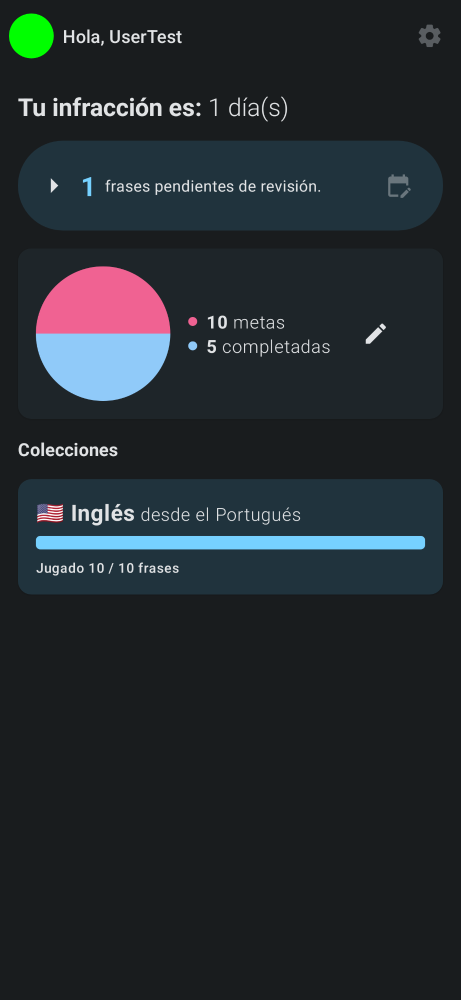 Hola, UserTest
Tu infracción es: 1 día(s)
1 frases pendientes de revisión.
10 metas
5 completadas
Colecciones
🇺🇸 Inglés desde el Portugués
Jugado 10 / 10 frases